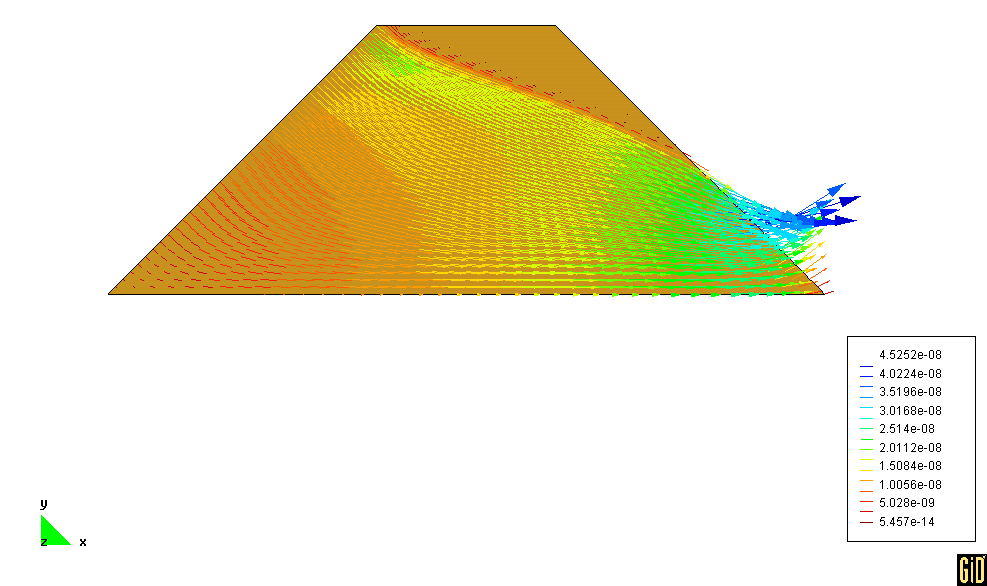 4.5252e-08
4.0224e-08
3.5196e-08
3.0168e-08
2.514e-08
2.0112e-08
1.5084e-08
1.0056e-08
5.028e-09
5.457e-14
y
z x
GiD